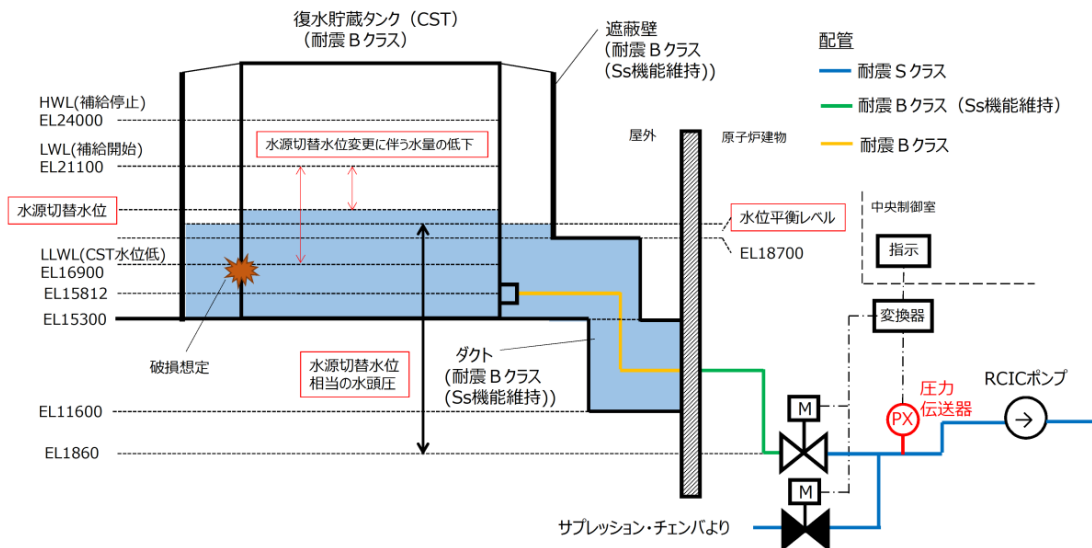 復水貯蔵タンク（CST）
（耐震Ｂクラス）
遮蔽壁
（耐震Ｂクラス
（Ss機能維持））
配管
耐震Ｓクラス
耐震Ｂクラス（Ss機能維持）
耐震Ｂクラス
HWL(補給停止)
EL24000
LWL(補給開始)
EL21100
水源切替水位変更に伴う水量の低下
屋外
原子炉建物
水源切替水位
水位平衡レベル
EL18700
中央制御室
指示
変換器
LLWL(CST水位低)
EL16900
EL15812
EL15300
破損想定
水源切替水位
相当の水頭圧
ダクト
（耐震Ｂクラス
（Ss機能維持））
EL11600
EL1860
M
圧力
伝送器
PX
RCICポンプ
M
サプレッション・チェンバより